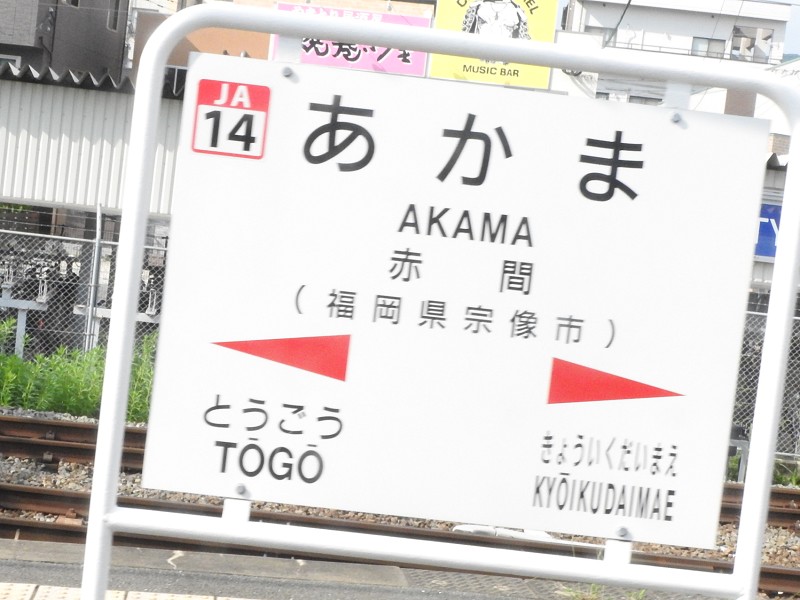 MUSIC BAR
JA
14
あかま
AKAMA
赤間
(福岡県宗像市)
とうごう
TŌGŌ
きょういくだいまえ
KYŌIKUDAIMAE